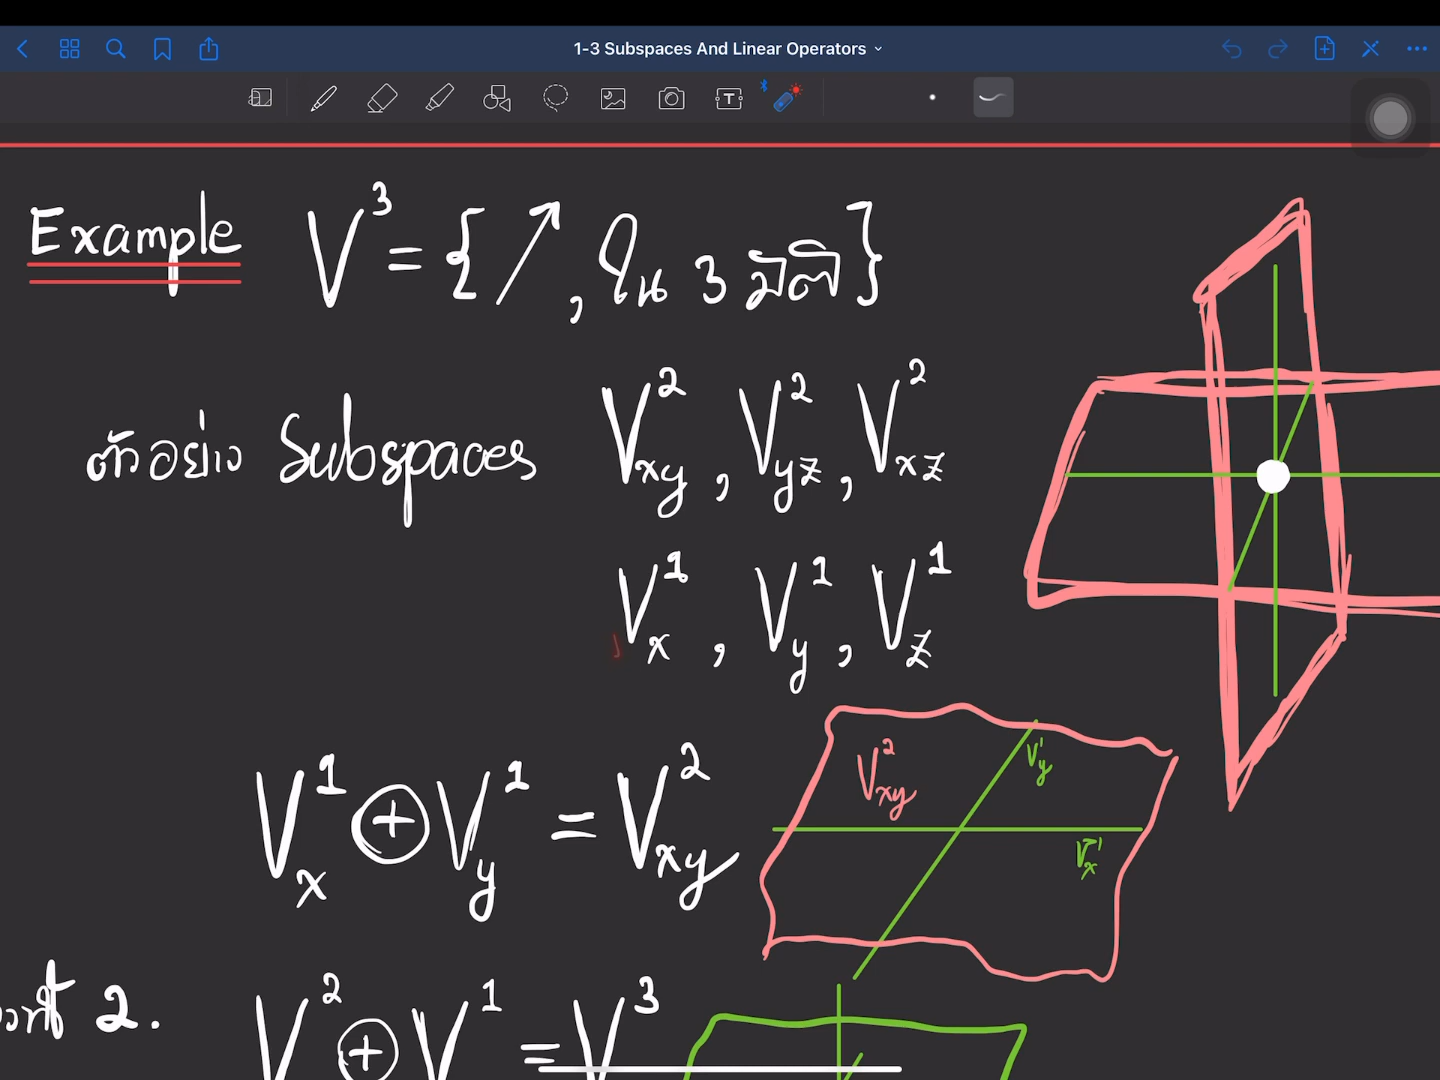 1-3 Subspaces And Linear Operators
Example V³ = {↗, ใน 3 มิติ}
ตัวอย่าง Subspaces V²xy, V²yz, V²xz
V¹x, V¹y, V¹z
V¹x ⊕ V¹y = V²xy
V²xy
V¹y
V¹x
2. V² ⊕ V¹ = V³